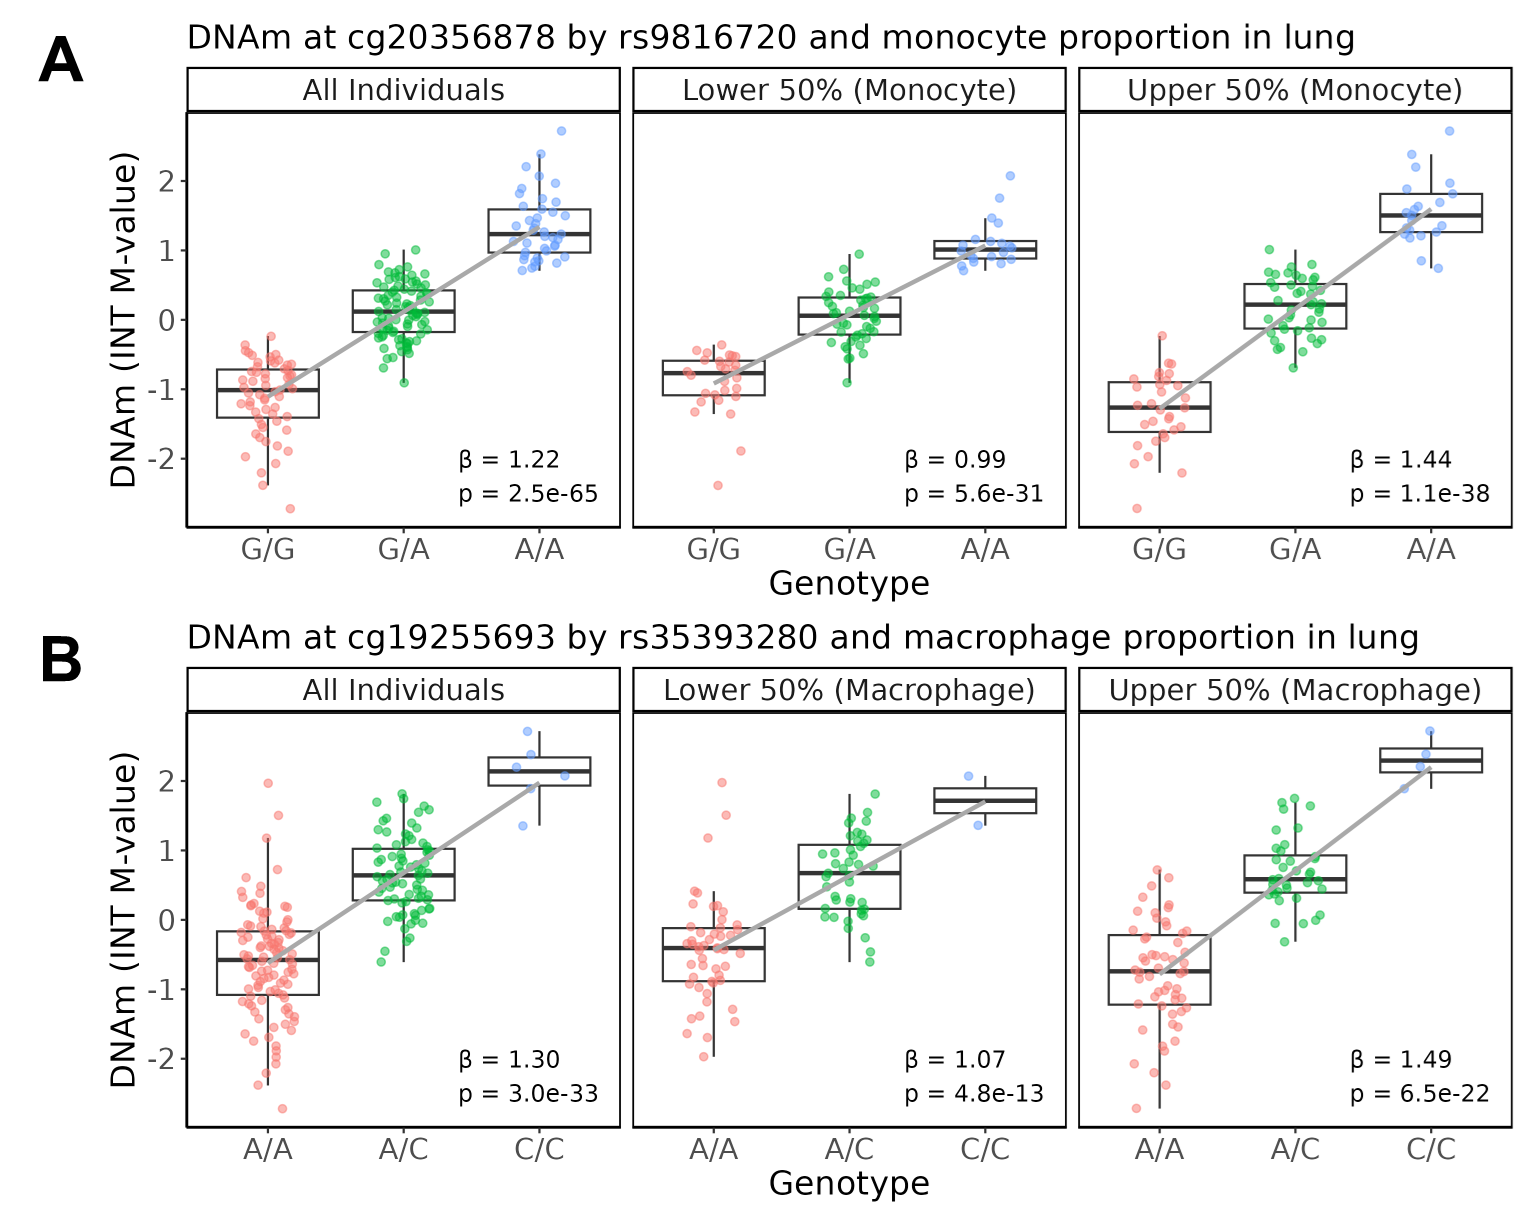 A
DNAm at cg20356878 by rs9816720 and monocyte proportion in lung
All Individuals
Lower 50% (Monocyte)
Upper 50% (Monocyte)
DNAm (INT M-value)
2
1
0
-1
-2
β = 1.22
p = 2.5e-65
β = 0.99
p = 5.6e-31
β = 1.44
p = 1.1e-38
G/G G/A A/A
G/G G/A A/A
G/G G/A A/A
Genotype
B
DNAm at cg19255693 by rs35393280 and macrophage proportion in lung
All Individuals
Lower 50% (Macrophage)
Upper 50% (Macrophage)
DNAm (INT M-value)
2
1
0
-1
-2
β = 1.30
p = 3.0e-33
β = 1.07
p = 4.8e-13
β = 1.49
p = 6.5e-22
A/A A/C C/C
A/A A/C C/C
A/A A/C C/C
Genotype